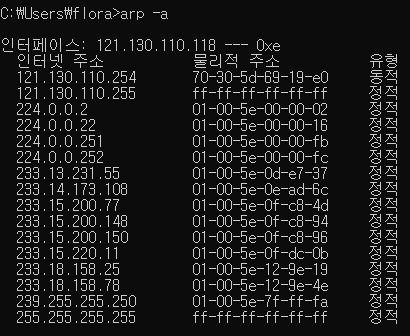 C:\Users\flora>arp -a
인터페이스: 121.130.110.118 --- 0xe
인터넷 주소 물리적 주소 유형
121.130.110.254 70-30-5d-69-19-e0 동적
121.130.110.255 ff-ff-ff-ff-ff-ff 정적
224.0.0.2 01-00-5e-00-00-02 정적
224.0.0.22 01-00-5e-00-00-16 정적
224.0.0.251 01-00-5e-00-00-fb 정적
224.0.0.252 01-00-5e-00-00-fc 정적
233.13.231.55 01-00-5e-0d-e7-37 정적
233.14.173.108 01-00-5e-0e-ad-6c 정적
233.15.200.77 01-00-5e-0f-c8-4d 정적
233.15.200.148 01-00-5e-0f-c8-94 정적
233.15.200.150 01-00-5e-0f-c8-96 정적
233.15.220.11 01-00-5e-0f-dc-0b 정적
233.18.158.25 01-00-5e-12-9e-19 정적
233.18.158.78 01-00-5e-12-9e-4e 정적
239.255.255.250 01-00-5e-7f-ff-fa 정적
255.255.255.255 ff-ff-ff-ff-ff-ff 정적